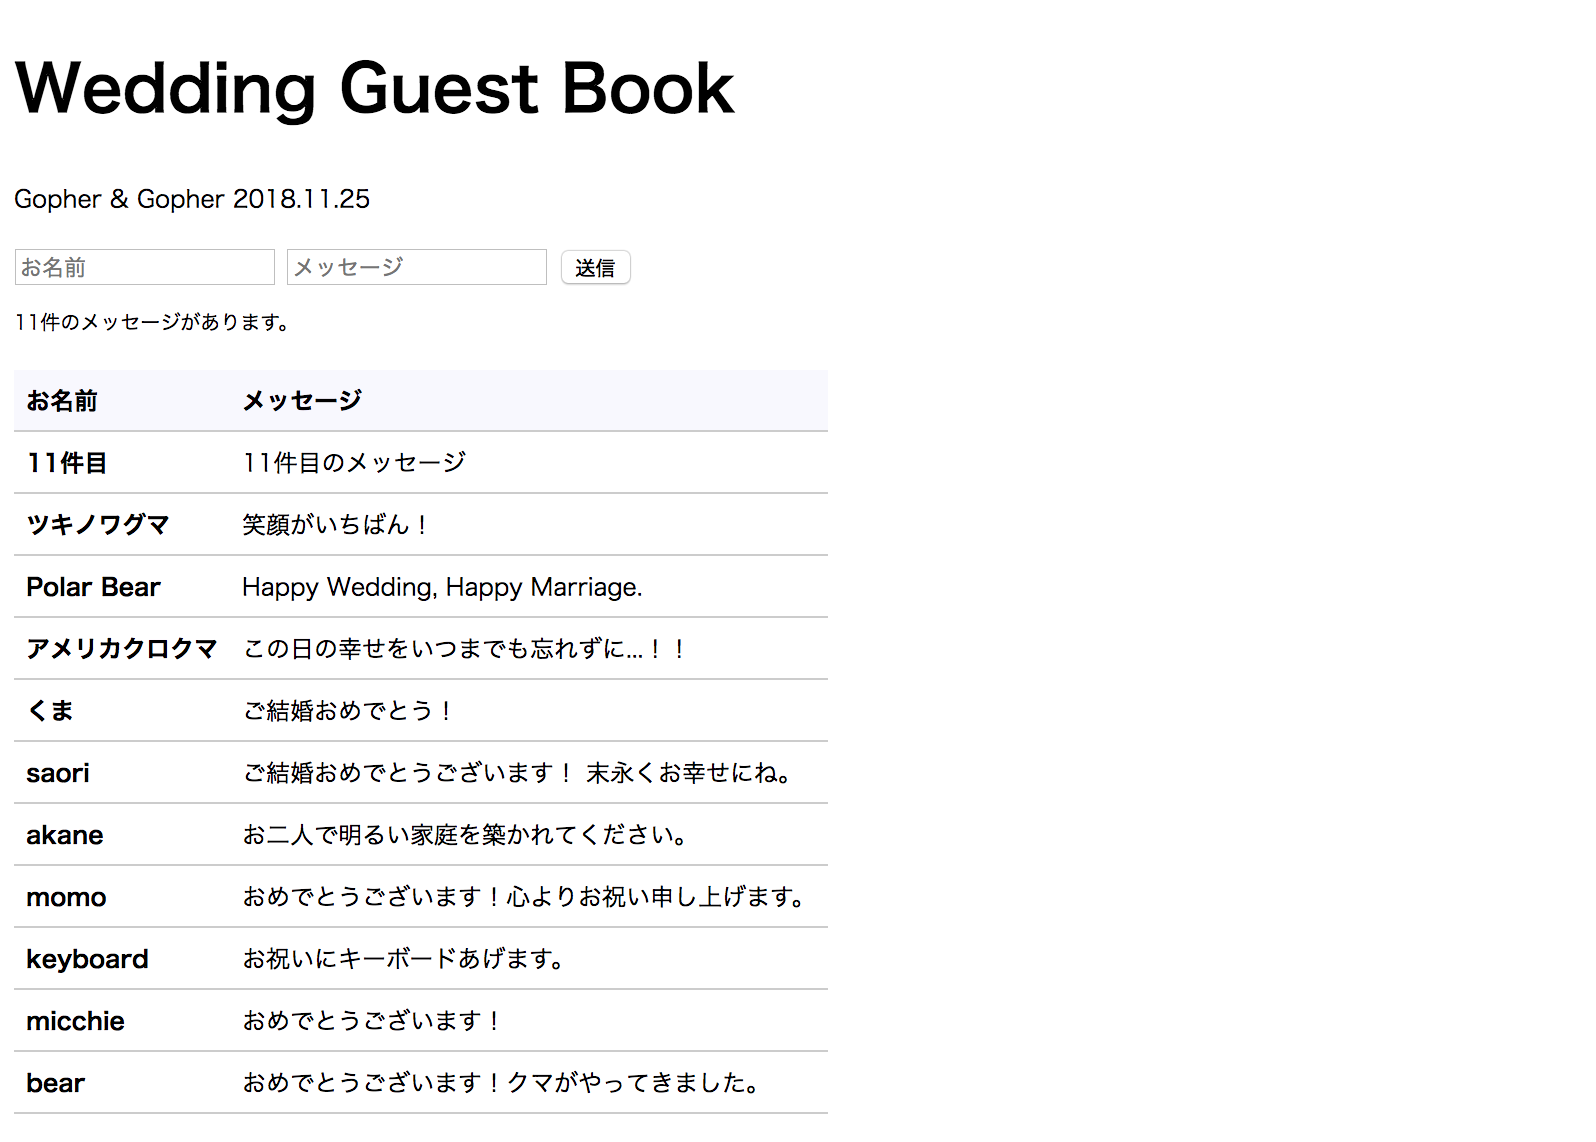 Wedding Guest Book
Gopher & Gopher 2018.11.25
お名前 メッセージ 送信
11件のメッセージがあります。
お名前 メッセージ
11件目 11件目のメッセージ
ツキノワグマ 笑顔がいちばん！
Polar Bear Happy Wedding, Happy Marriage.
アメリカクロクマ この日の幸せをいつまでも忘れずに...！！
くま ご結婚おめでとう！
saori ご結婚おめでとうございます！ 末永くお幸せにね。
akane お二人で明るい家庭を築かれてください。
momo おめでとうございます！心よりお祝い申し上げます。
keyboard お祝いにキーボードあげます。
micchie おめでとうございます！
bear おめでとうございます！クマがやってきました。